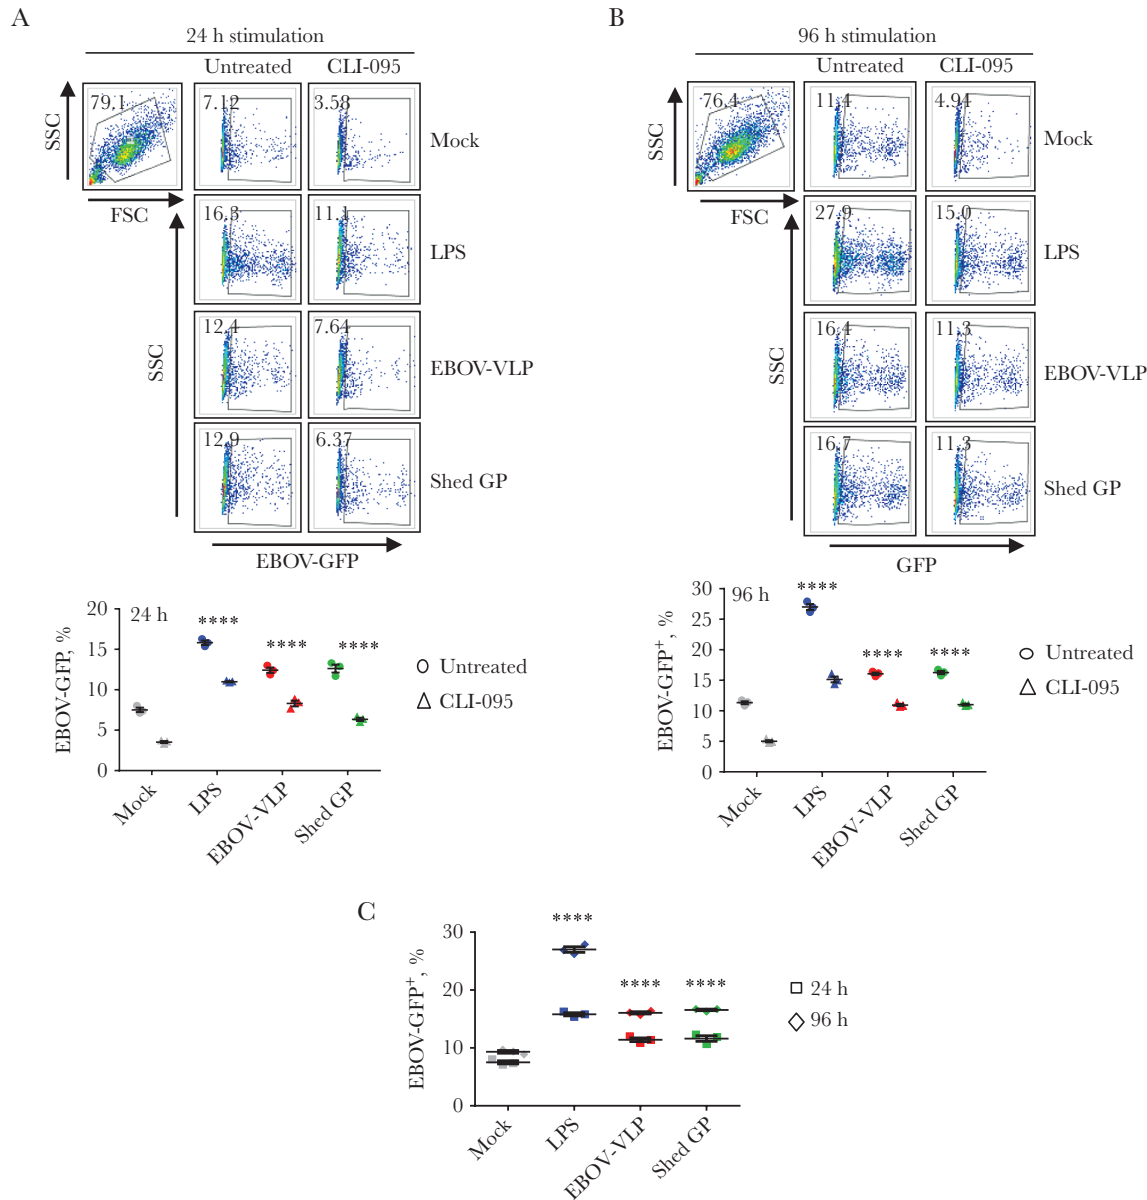 A
24 h stimulation
Untreated
CLI-095
79.1
7.12
3.58
Mock
SSC
FSC
16.3
11.1
LPS
12.4
7.64
EBOV-VLP
SSC
12.9
6.37
Shed GP
EBOV-GFP
20
15
10
5
0
24 h
****
****
****
EBOV-GFP, %
Untreated
CLI-095
Mock
LPS
EBOV-VLP
Shed GP
B
96 h stimulation
Untreated
CLI-095
76.4
11.4
4.94
Mock
SSC
FSC
27.9
15.0
LPS
16.4
11.3
EBOV-VLP
SSC
16.7
11.3
Shed GP
GFP
30
25
20
15
10
5
0
96 h
****
****
****
EBOV-GFP+, %
Untreated
CLI-095
Mock
LPS
EBOV-VLP
Shed GP
C
30
20
10
0
****
****
****
EBOV-GFP+, %
24 h
96 h
Mock
LPS
EBOV-VLP
Shed GP